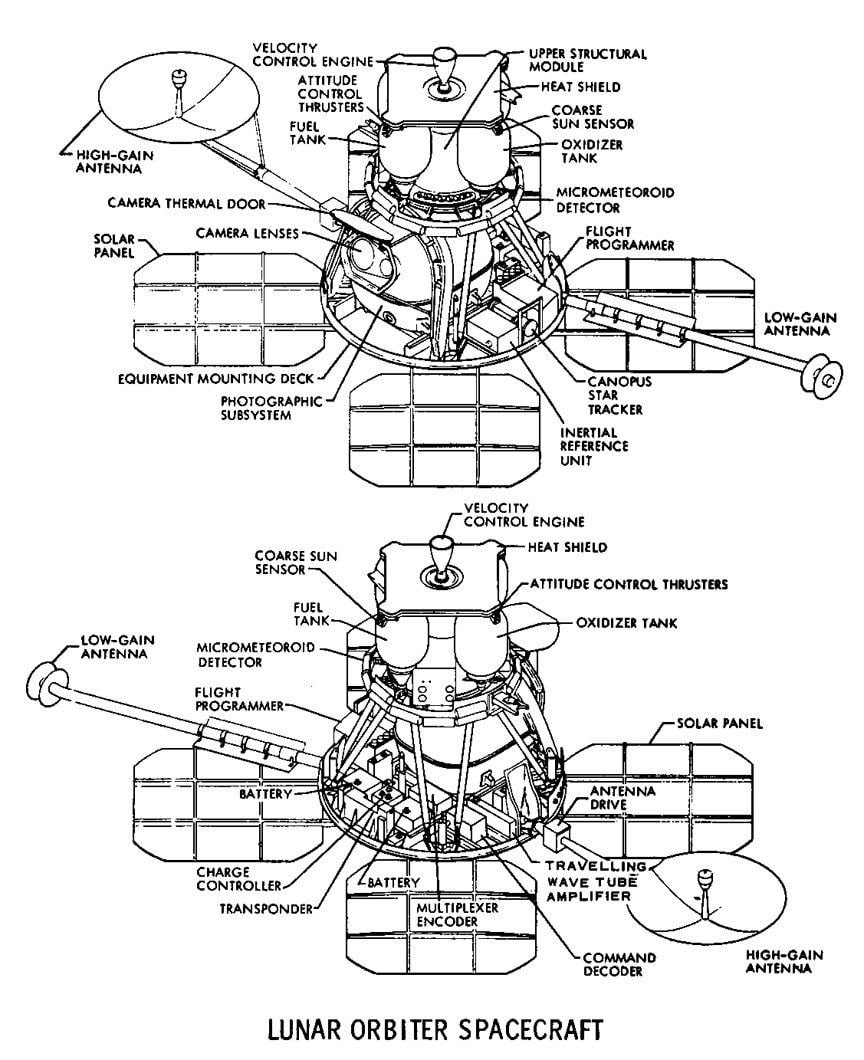 VELOCITY
CONTROL ENGINE
UPPER STRUCTURAL
MODULE
ATTITUDE
CONTROL
THRUSTERS
HEAT SHIELD
FUEL
TANK
COARSE
SUN SENSOR
OXIDIZER
TANK
HIGH-GAIN
ANTENNA
CAMERA THERMAL DOOR
MICROMETEOROID
DETECTOR
SOLAR
PANEL
CAMERA LENSES
FLIGHT
PROGRAMMER
LOW-GAIN
ANTENNA
EQUIPMENT MOUNTING DECK
PHOTOGRAPHIC
SUBSYSTEM
CANOPUS
STAR
TRACKER
INERTIAL
REFERENCE
UNIT
VELOCITY
CONTROL ENGINE
COARSE SUN
SENSOR
HEAT SHIELD
ATTITUDE CONTROL THRUSTERS
FUEL
TANK
OXIDIZER TANK
LOW-GAIN
ANTENNA
MICROMETEOROID
DETECTOR
FLIGHT
PROGRAMMER
SOLAR PANEL
BATTERY
ANTENNA
DRIVE
CHARGE
CONTROLLER
BATTERY
TRANSPONDER
MULTIPLEXER
ENCODER
TRAVELLING
WAVE TUBE
AMPLIFIER
COMMAND
DECODER
HIGH-GAIN
ANTENNA
LUNAR ORBITER SPACECRAFT